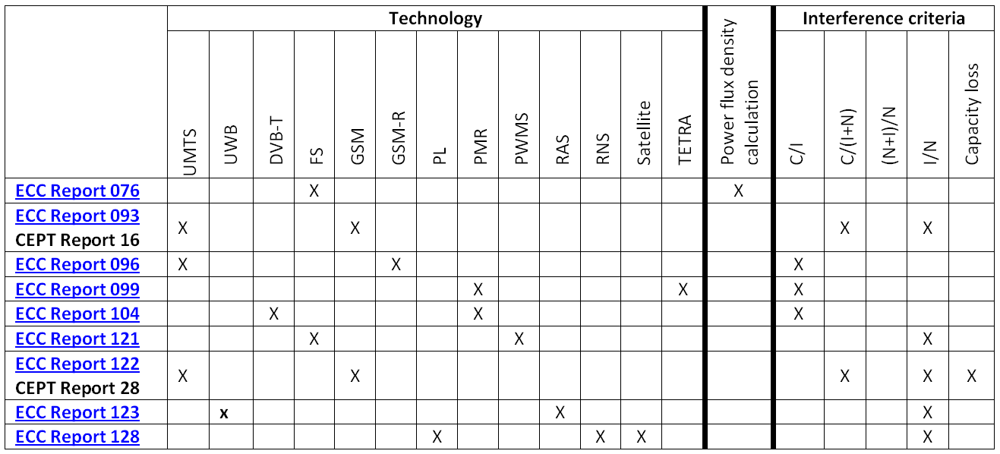 Technology
Interference criteria
UMTS
UWB
DVB-T
FS
GSM
GSM-R
PL
PMR
PWMS
RAS
RNS
Satellite
TETRA
Power flux density
calculation
C/I
C/(I+N)
(N+I)/N
I/N
Capacity loss
ECC Report 076 X X
ECC Report 093
CEPT Report 16
X X X X
ECC Report 096 X X X
ECC Report 099 X X X
ECC Report 104 X X X
ECC Report 121 X X X
ECC Report 122
CEPT Report 28
X X X X X
ECC Report 123 x X X
ECC Report 128 X X X X